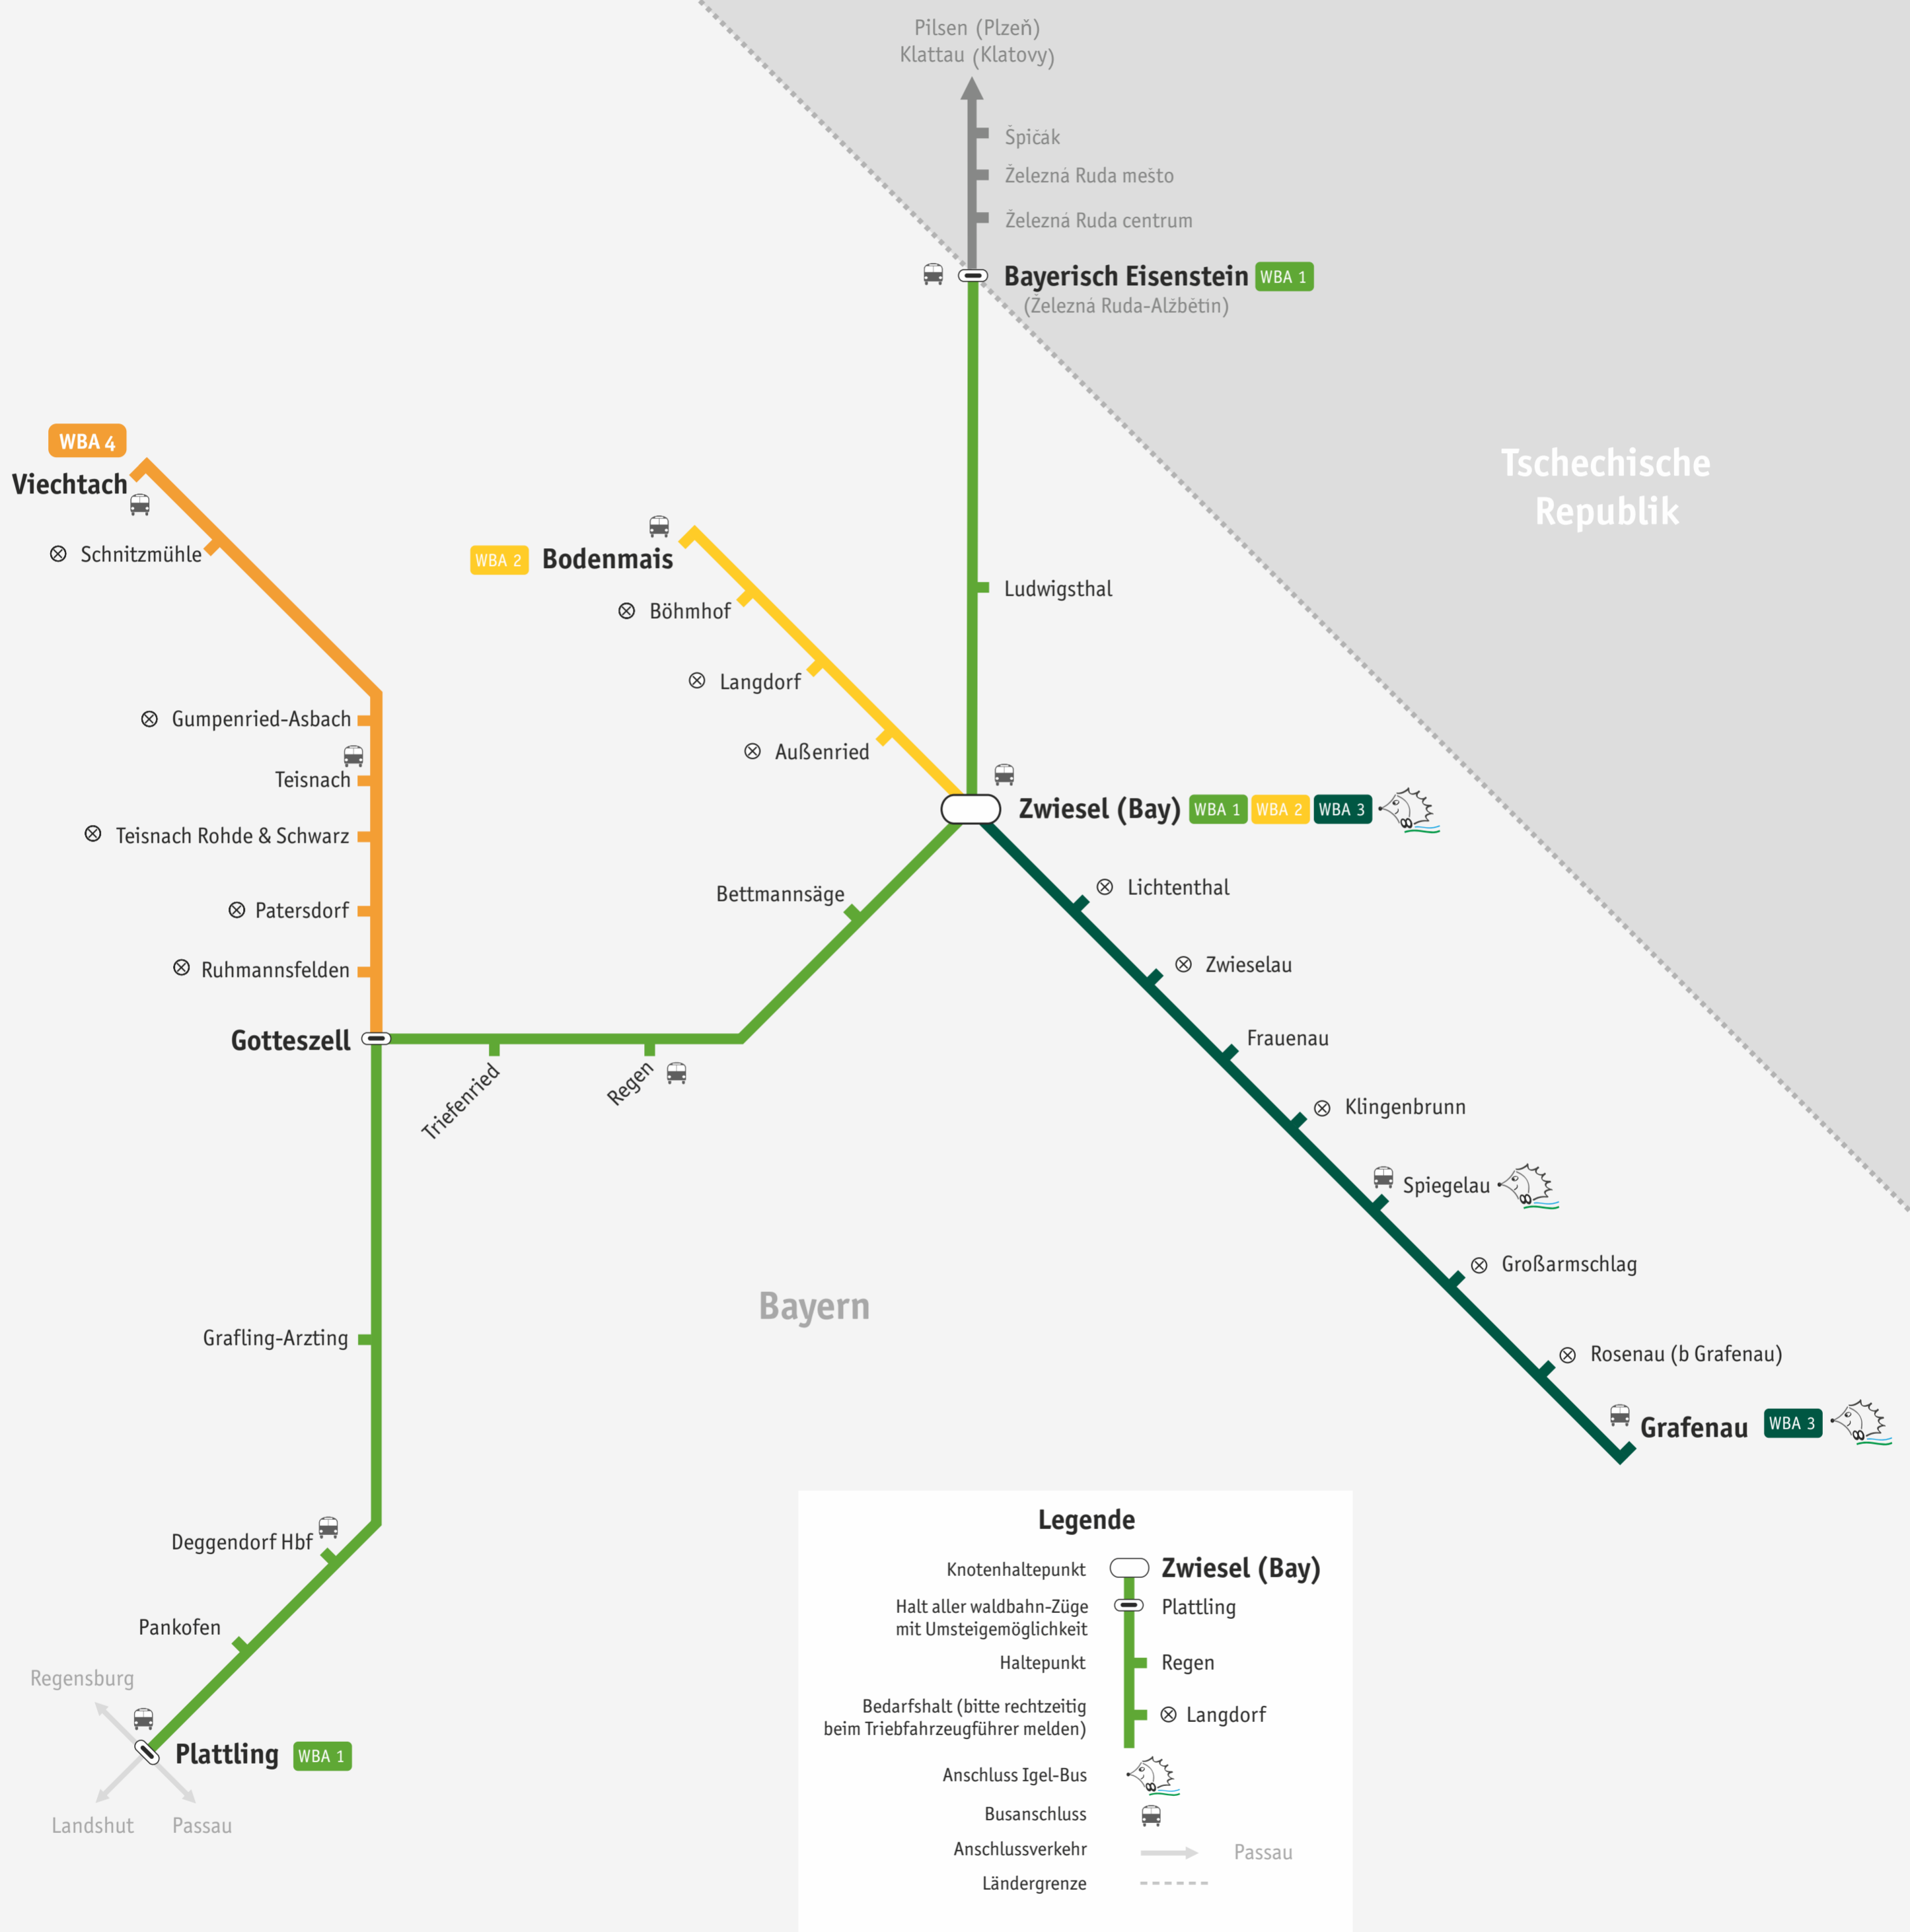 Pilsen (Plzeň)
Klattau (Klatovy)
Špičák
Železná Ruda mešto
Železná Ruda centrum
Bayerisch Eisenstein WBA 1
(Železná Ruda-Alžbětín)
Tschechische
Republik
WBA 4
Viechtach
Schnitzmühle
WBA 2 Bodenmais
Böhmhof
Langdorf
Außenried
Ludwigsthal
Gumpenried-Asbach
Teisnach
Teisnach Rohde & Schwarz
Patersdorf
Ruhmannsfelden
Gotteszell
Zwiesel (Bay) WBA 1 WBA 2 WBA 3
Bettmannsäge
Triefenried
Regen
Lichtenthal
Zwieselau
Frauenau
Klingenbrunn
Spiegelau
Großarmschlag
Rosenau (b Grafenau)
Grafenau WBA 3
Bayern
Grafling-Arzting
Deggendorf Hbf
Pankofen
Regensburg
Plattling WBA 1
Landshut
Passau
Legende
Knotenhaltepunkt
Zwiesel (Bay)
Halt aller waldbahn-Züge
mit Umsteigemöglichkeit
Plattling
Haltepunkt
Regen
Bedarfshalt (bitte rechtzeitig
beim Triebfahrzeugführer melden)
Langdorf
Anschluss Igel-Bus
Busanschluss
Anschlussverkehr
Passau
Ländergrenze